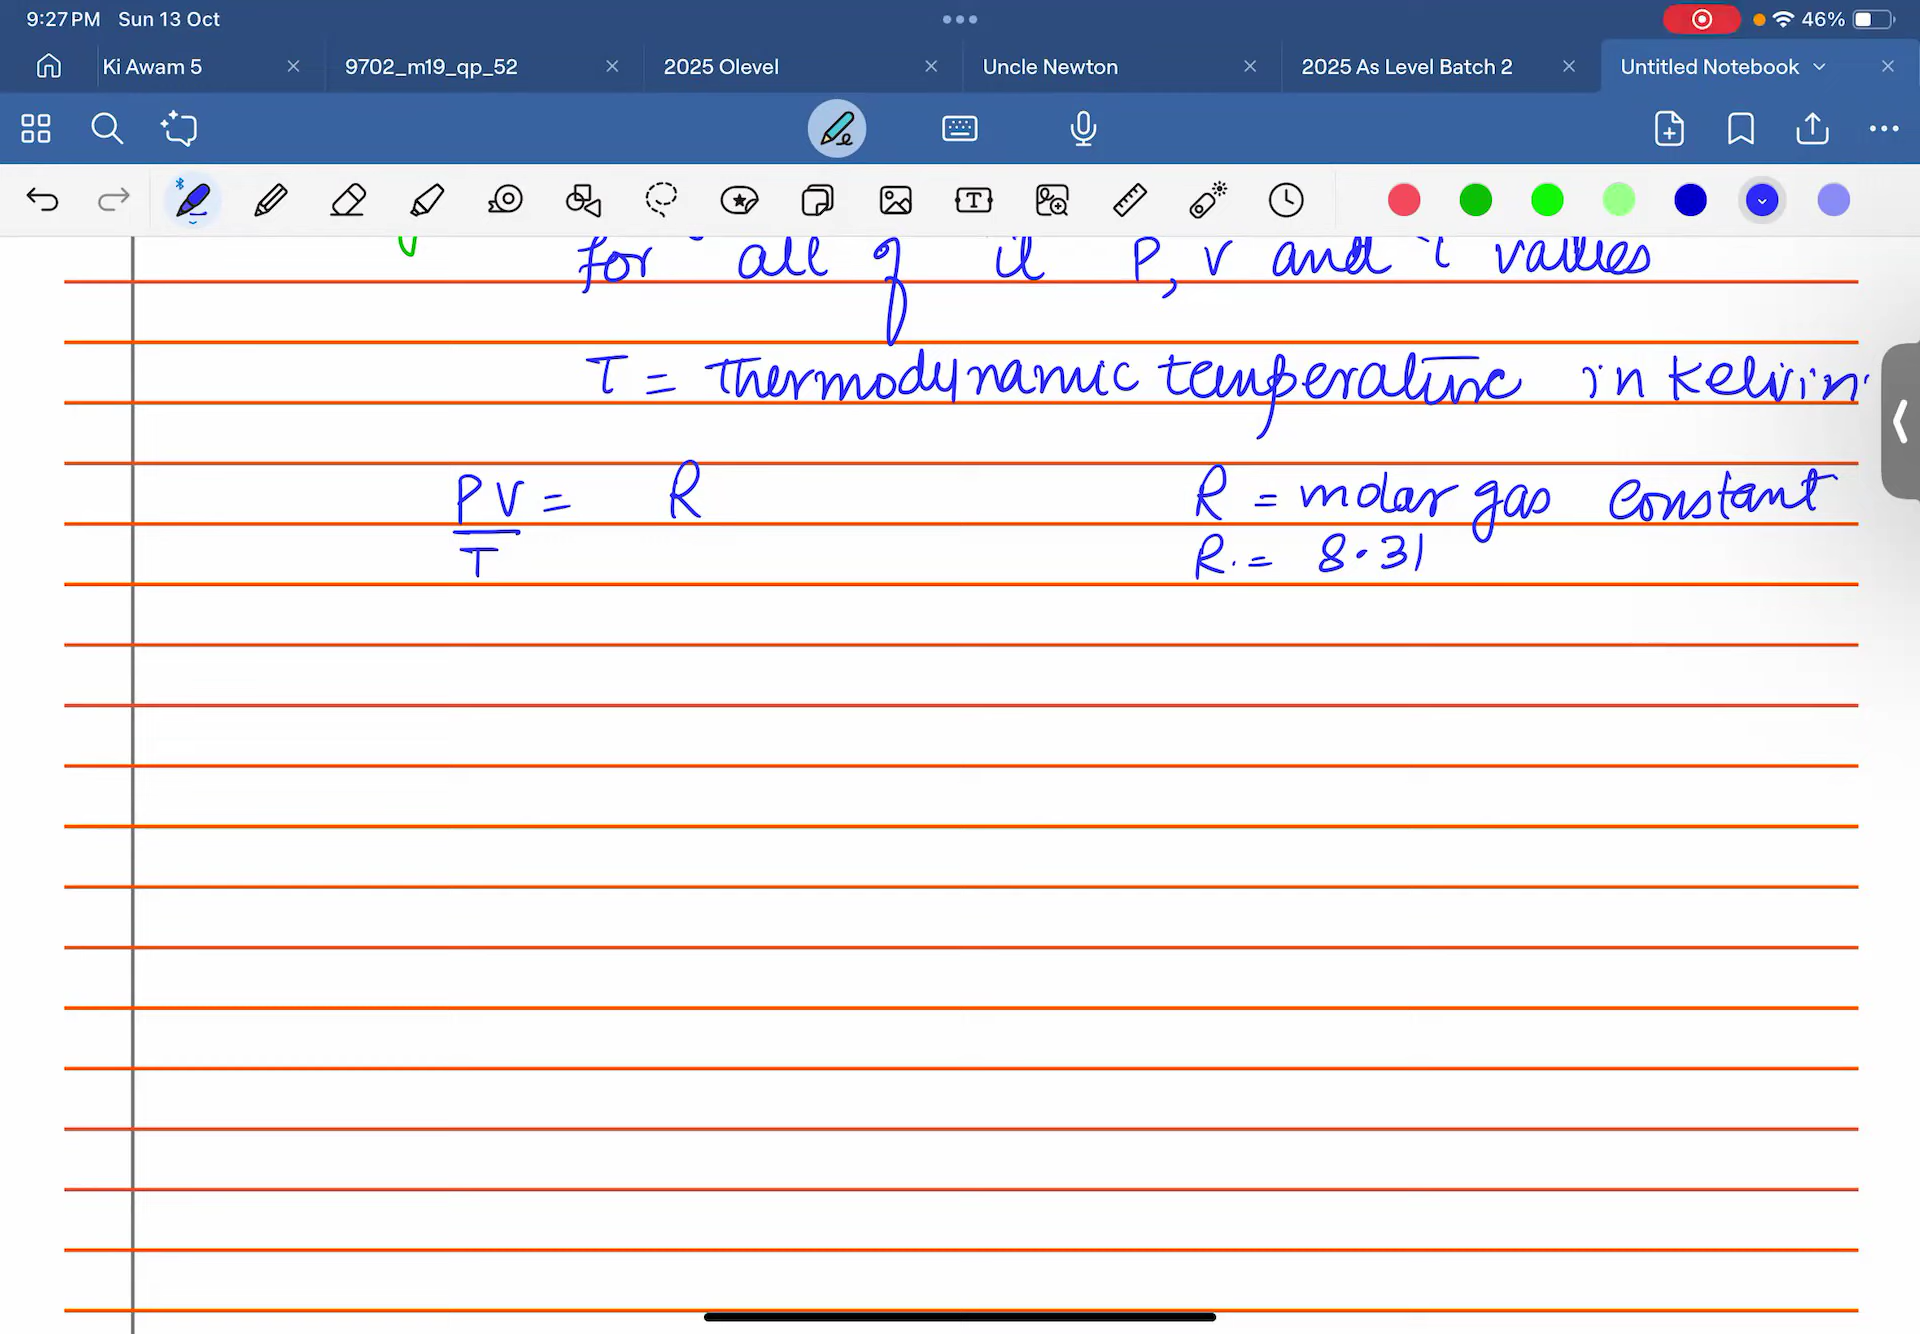 9:27 PM Sun 13 Oct 46%
Ki Awam 5 9702_m19_qp_52 2025 Olevel Uncle Newton 2025 As Level Batch 2 Untitled Notebook
for all of it P, V and T values
T = Thermodynamic temperature in Kelvin
PV = R R = molar gas constant
T R. = 8.31